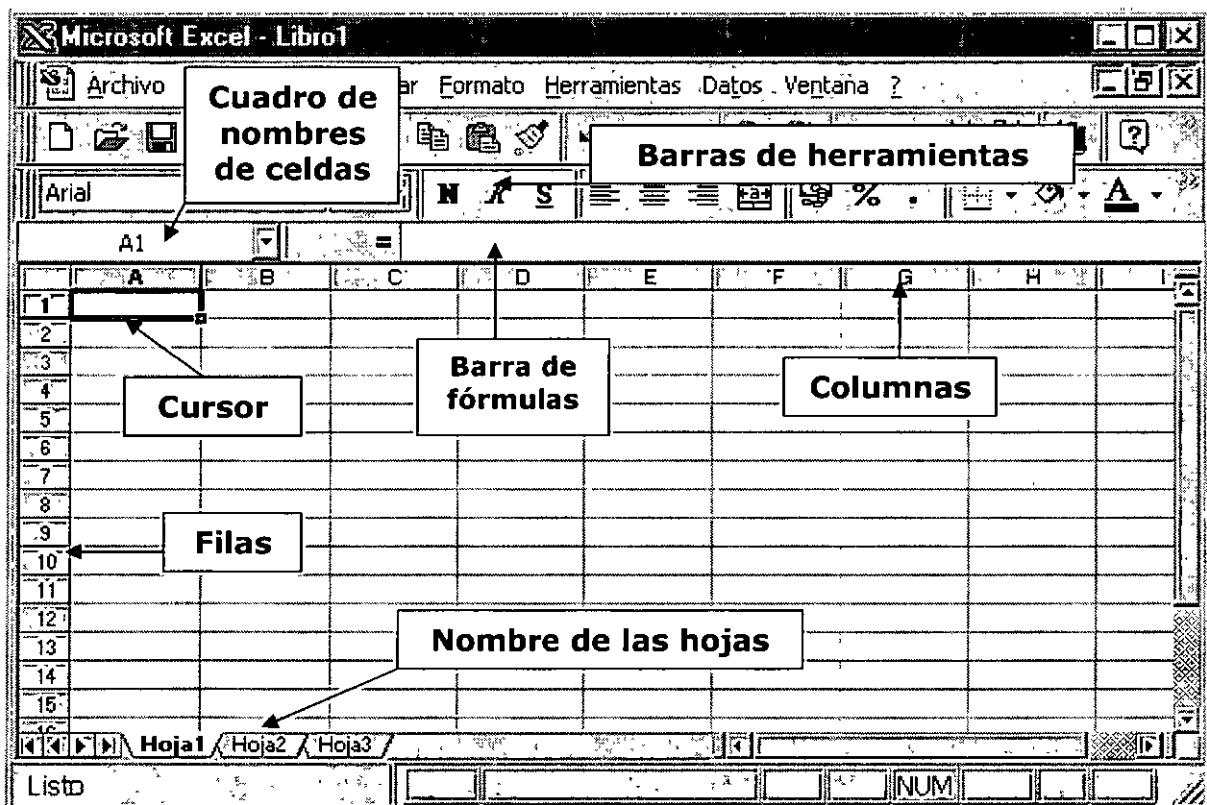 Microsoft Excel - Libro1
Archivo ar Formato Herramientas Datos Ventana ?
Cuadro de
nombres
de celdas
Barras de herramientas
Arial N K S % . A
A1 =
A B C D E F G H I
1
2
3
4
5
6
7
8
9
10
11
12
13
14
15
16
Cursor
Barra de
fórmulas
Columnas
Filas
Nombre de las hojas
Hoja1 Hoja2 Hoja3
Listo NUM